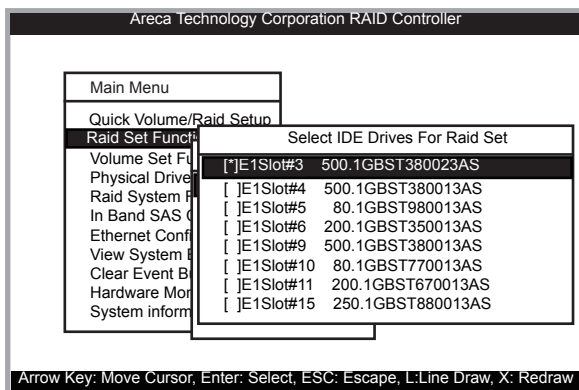 Areca Technology Corporation RAID Controller
Main Menu
Quick Volume/Raid Setup
Raid Set Functi
Volume Set Fu
Physical Drive
Raid System F
In Band SAS
Ethernet Confi
View System
Clear Event B
Hardware Mon
System inform
Select IDE Drives For Raid Set
[*]E1Slot#3 500.1GBST380023AS
[ ]E1Slot#4 500.1GBST380013AS
[ ]E1Slot#5 80.1GBST980013AS
[ ]E1Slot#6 200.1GBST350013AS
[ ]E1Slot#9 500.1GBST380013AS
[ ]E1Slot#10 80.1GBST770013AS
[ ]E1Slot#11 200.1GBST670013AS
[ ]E1Slot#15 250.1GBST880013AS
Arrow Key: Move Cursor, Enter: Select, ESC: Escape, L:Line Draw, X: Redraw